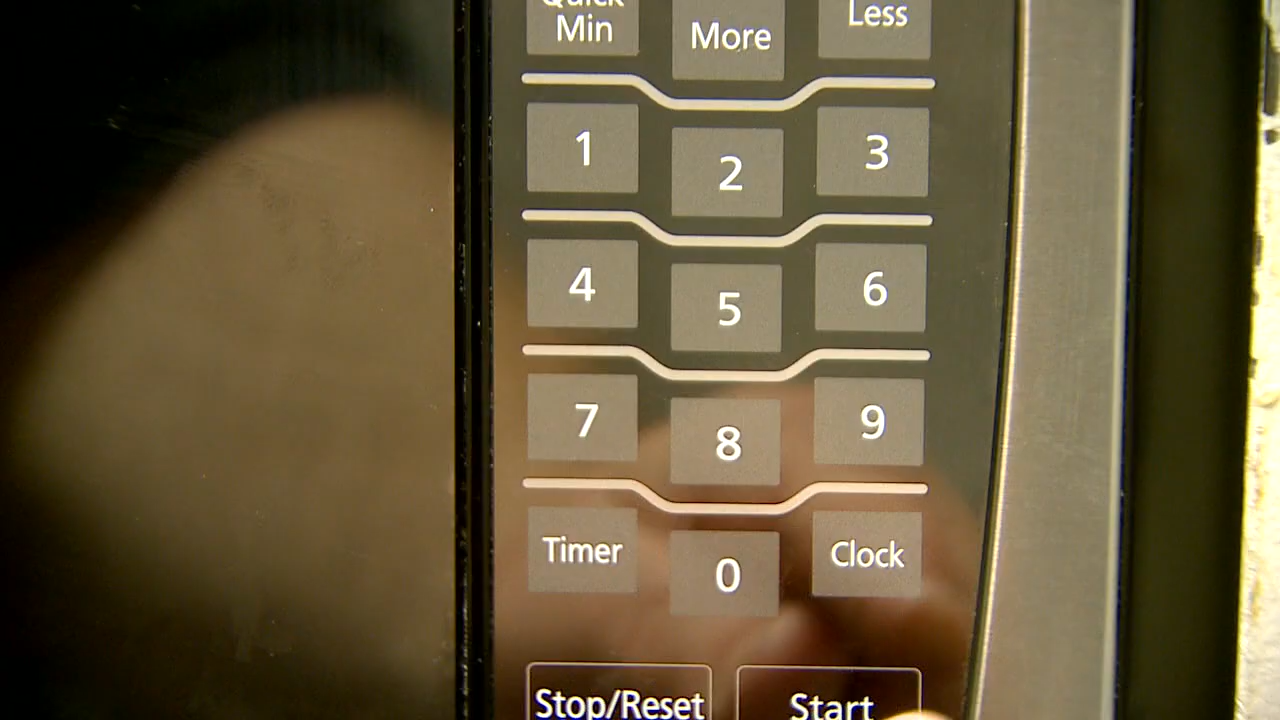 Quick
Min
More
Less
1
2
3
4
5
6
7
8
9
Timer
0
Clock
Stop/Reset
Start